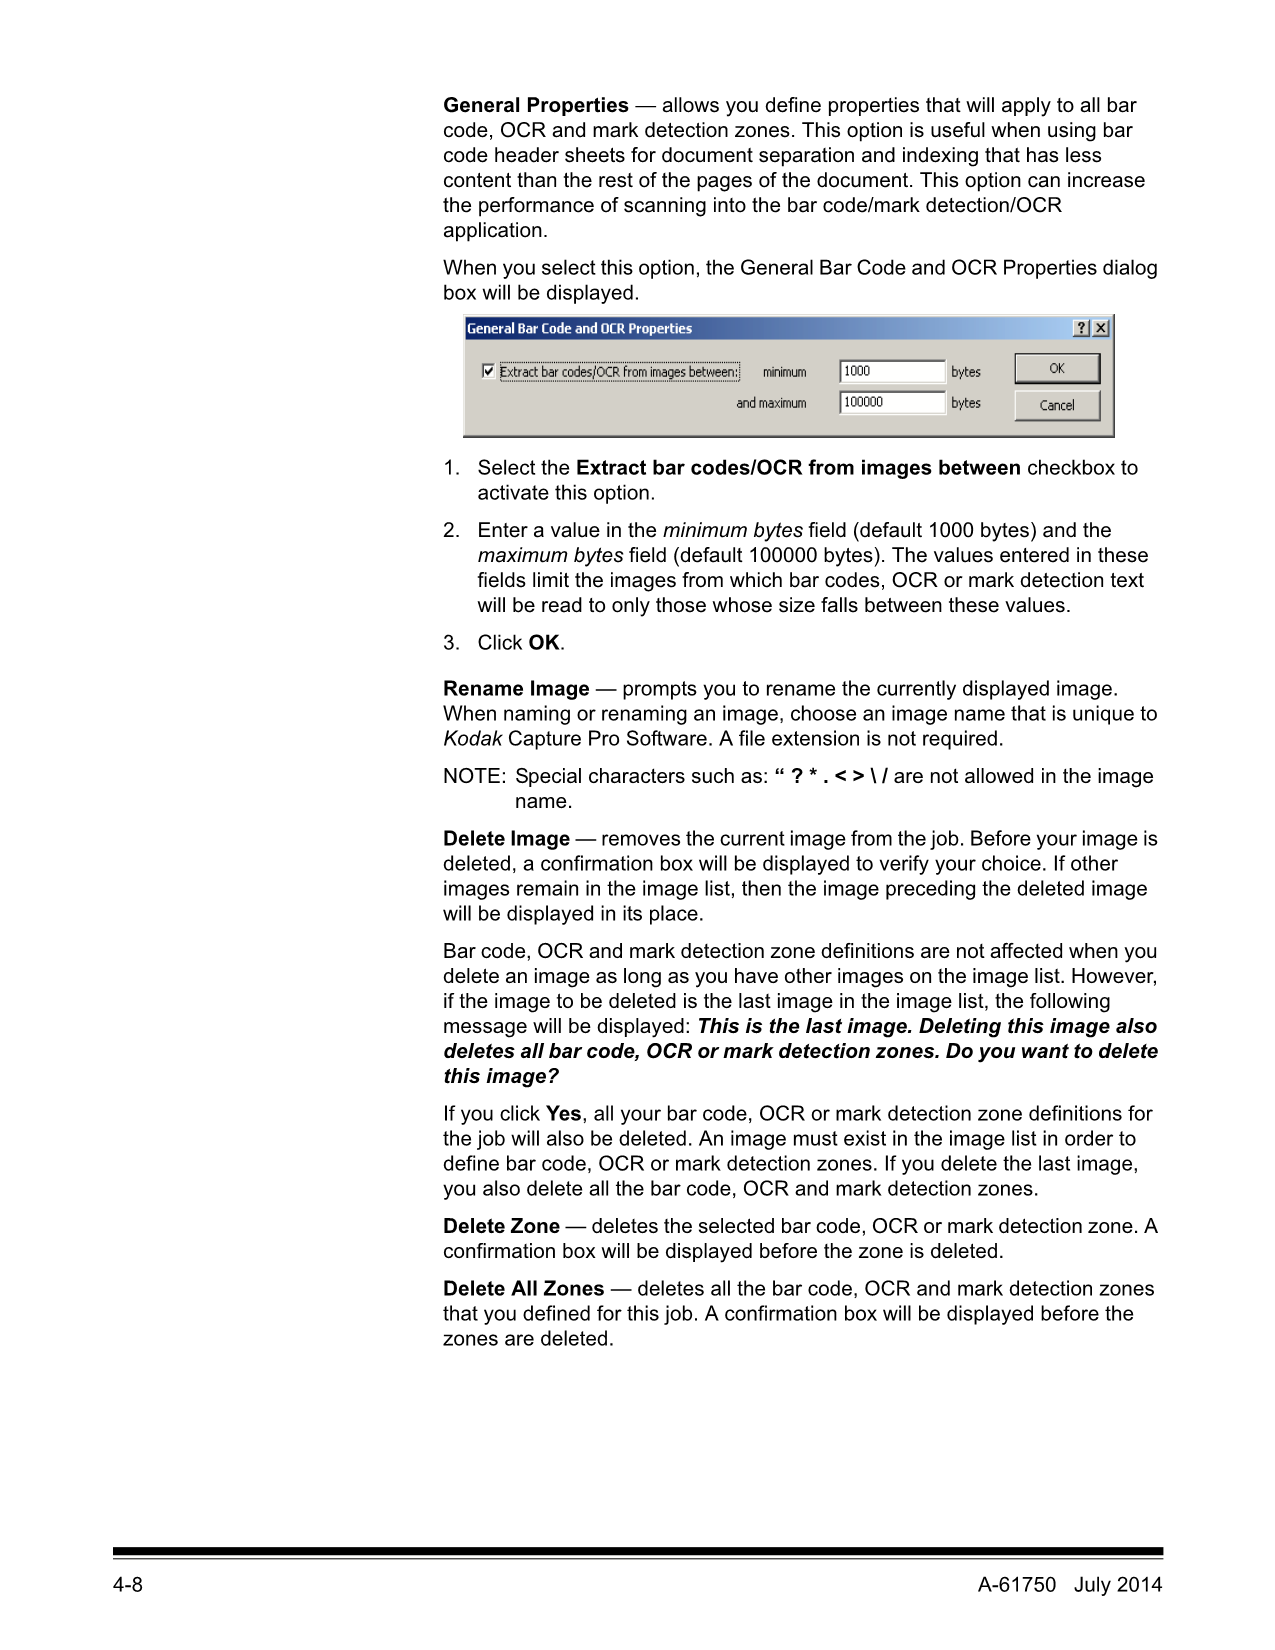 General Properties — allows you define properties that will apply to all bar
code, OCR and mark detection zones. This option is useful when using bar
code header sheets for document separation and indexing that has less
content than the rest of the pages of the document. This option can increase
the performance of scanning into the bar code/mark detection/OCR
application.
When you select this option, the General Bar Code and OCR Properties dialog
box will be displayed.
General Bar Code and OCR Properties
Extract bar codes/OCR from images between: minimum 1000 bytes OK
and maximum 100000 bytes Cancel
1. Select the Extract bar codes/OCR from images between checkbox to
activate this option.
2. Enter a value in the minimum bytes field (default 1000 bytes) and the
maximum bytes field (default 100000 bytes). The values entered in these
fields limit the images from which bar codes, OCR or mark detection text
will be read to only those whose size falls between these values.
3. Click OK.
Rename Image — prompts you to rename the currently displayed image.
When naming or renaming an image, choose an image name that is unique to
Kodak Capture Pro Software. A file extension is not required.
NOTE: Special characters such as: “ ? * . < > \ / are not allowed in the image
name.
Delete Image — removes the current image from the job. Before your image is
deleted, a confirmation box will be displayed to verify your choice. If other
images remain in the image list, then the image preceding the deleted image
will be displayed in its place.
Bar code, OCR and mark detection zone definitions are not affected when you
delete an image as long as you have other images on the image list. However,
if the image to be deleted is the last image in the image list, the following
message will be displayed: This is the last image. Deleting this image also
deletes all bar code, OCR or mark detection zones. Do you want to delete
this image?
If you click Yes, all your bar code, OCR or mark detection zone definitions for
the job will also be deleted. An image must exist in the image list in order to
define bar code, OCR or mark detection zones. If you delete the last image,
you also delete all the bar code, OCR and mark detection zones.
Delete Zone — deletes the selected bar code, OCR or mark detection zone. A
confirmation box will be displayed before the zone is deleted.
Delete All Zones — deletes all the bar code, OCR and mark detection zones
that you defined for this job. A confirmation box will be displayed before the
zones are deleted.
4-8 A-61750 July 2014